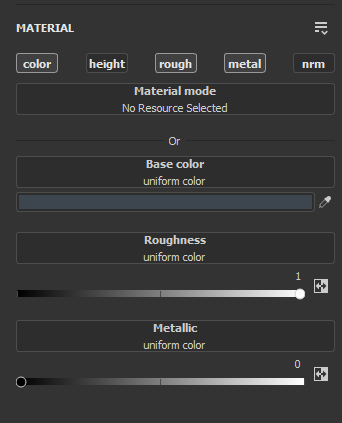 MATERIAL
color height rough metal nrm
Material mode
No Resource Selected
Or
Base color
uniform color
Roughness
uniform color
1
Metallic
uniform color
0